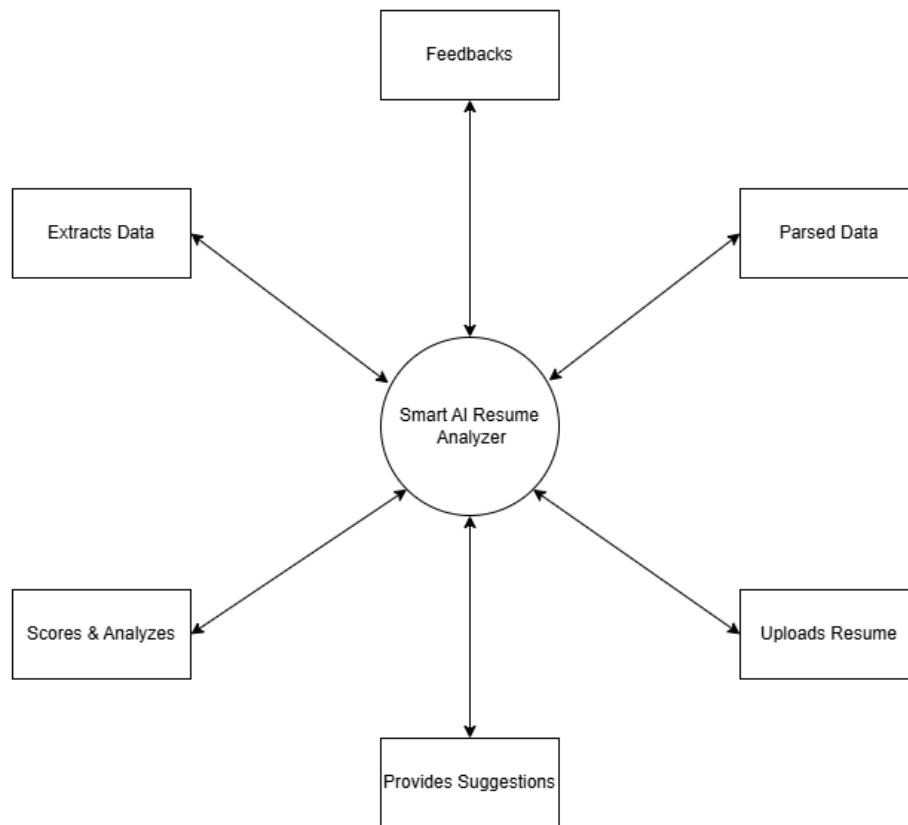 Feedbacks
Extracts Data
Parsed Data
Smart AI Resume
Analyzer
Scores & Analyzes
Uploads Resume
Provides Suggestions